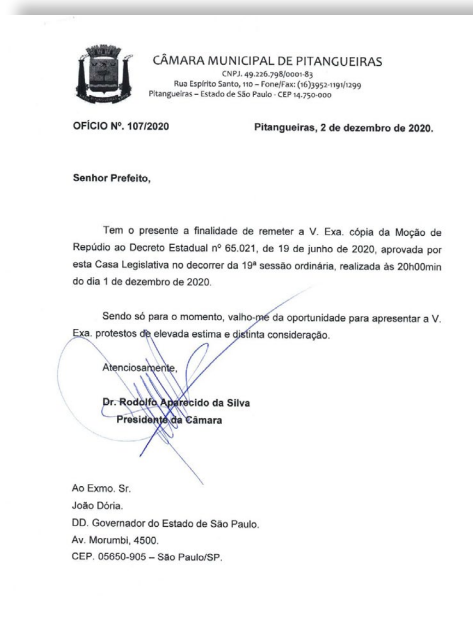 CÂMARA MUNICIPAL DE PITANGUEIRAS
CNPJ. 49.226.798/0001-83
Rua Espírito Santo, 110 – Fone/Fax: (16)3952-1191/1299
Pitangueiras – Estado de São Paulo - CEP 14.750-000
OFÍCIO Nº. 107/2020 Pitangueiras, 2 de dezembro de 2020.
Senhor Prefeito,
Tem o presente a finalidade de remeter a V. Exa. cópia da Moção de
Repúdio ao Decreto Estadual nº 65.021, de 19 de junho de 2020, aprovada por
esta Casa Legislativa no decorrer da 19ª sessão ordinária, realizada às 20h00min
do dia 1 de dezembro de 2020.
Sendo só para o momento, valho-me da oportunidade para apresentar a V.
Exa. protestos de elevada estima e distinta consideração.
Atenciosamente,
Dr. Rodolfo Aparecido da Silva
Presidente da Câmara
Ao Exmo. Sr.
João Dória.
DD. Governador do Estado de São Paulo.
Av. Morumbi, 4500.
CEP. 05650-905 – São Paulo/SP.